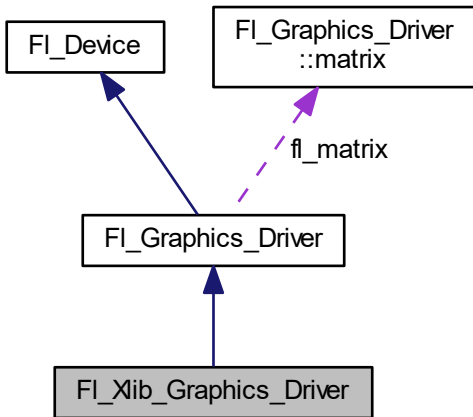 Fl_Device
Fl_Graphics_Driver
::matrix
fl_matrix
Fl_Graphics_Driver
Fl_Xlib_Graphics_Driver